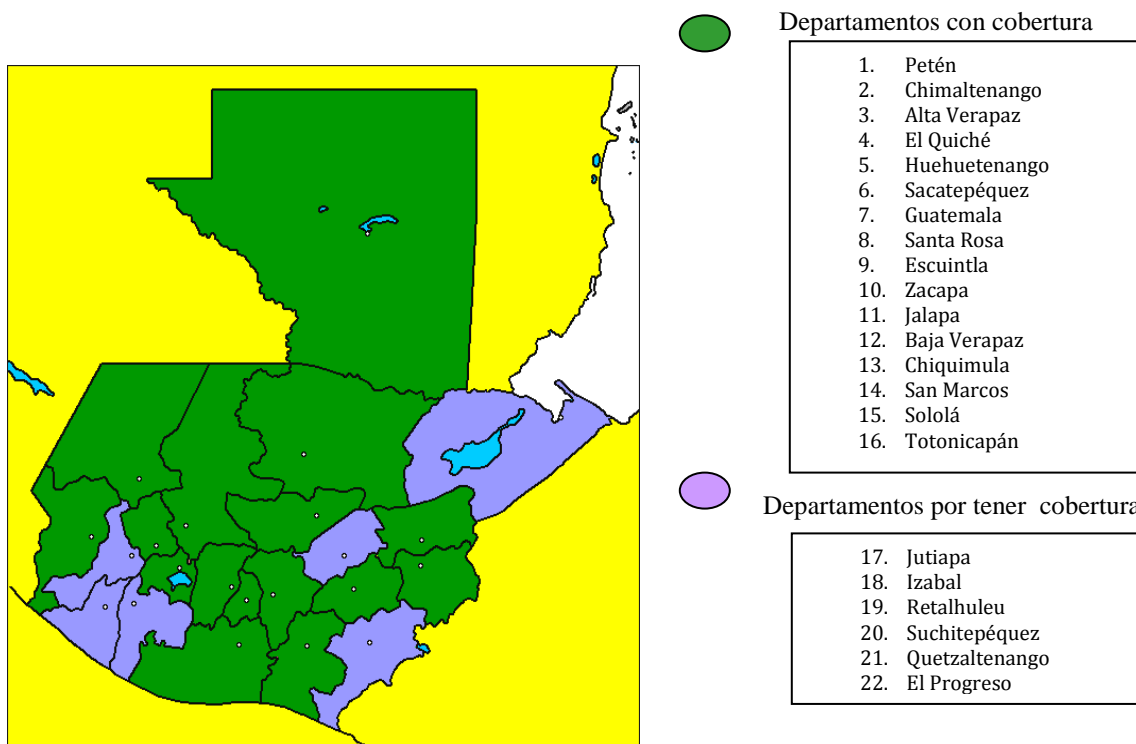 Departamentos con cobertura
1. Petén
2. Chimaltenango
3. Alta Verapaz
4. El Quiché
5. Huehuetenango
6. Sacatepéquez
7. Guatemala
8. Santa Rosa
9. Escuintla
10. Zacapa
11. Jalapa
12. Baja Verapaz
13. Chiquimula
14. San Marcos
15. Sololá
16. Totonicapán
Departamentos por tener cobertura
17. Jutiapa
18. Izabal
19. Retalhuleu
20. Suchitepéquez
21. Quetzaltenango
22. El Progreso